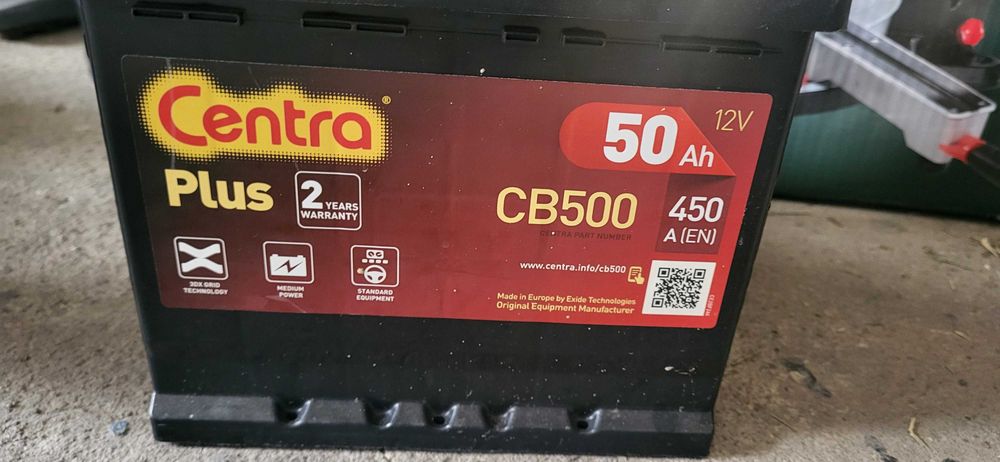 Centra®
Plus
2 YEARS
WARRANTY
3DX GRID
TECHNOLOGY
MEDIUM
POWER
STANDARD
EQUIPMENT
12V
50 Ah
CB500
CENTRA PART NUMBER
450
A (EN)
www.centra.info/cb500
Made in Europe by Exide Technologies
Original Equipment Manufacturer